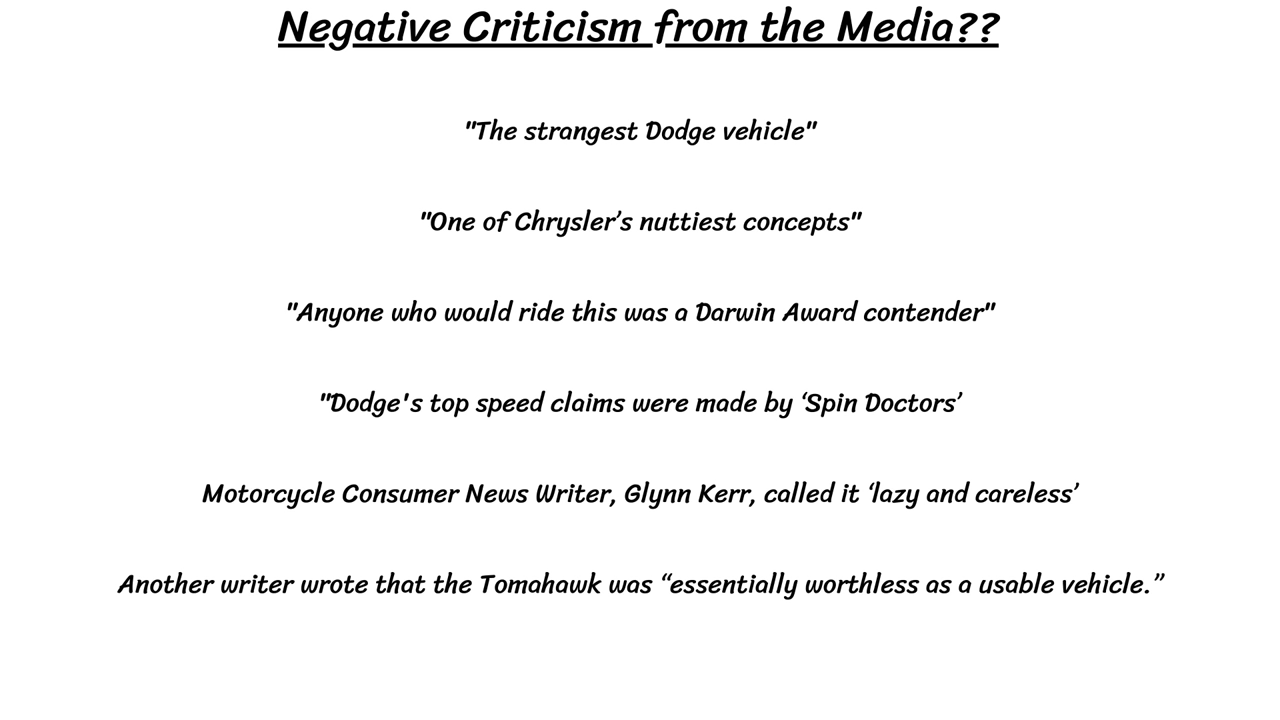 Negative Criticism from the Media??
"The strangest Dodge vehicle"
"One of Chrysler’s nuttiest concepts"
"Anyone who would ride this was a Darwin Award contender"
"Dodge's top speed claims were made by ‘Spin Doctors’
Motorcycle Consumer News Writer, Glynn Kerr, called it ‘lazy and careless’
Another writer wrote that the Tomahawk was “essentially worthless as a usable vehicle.”